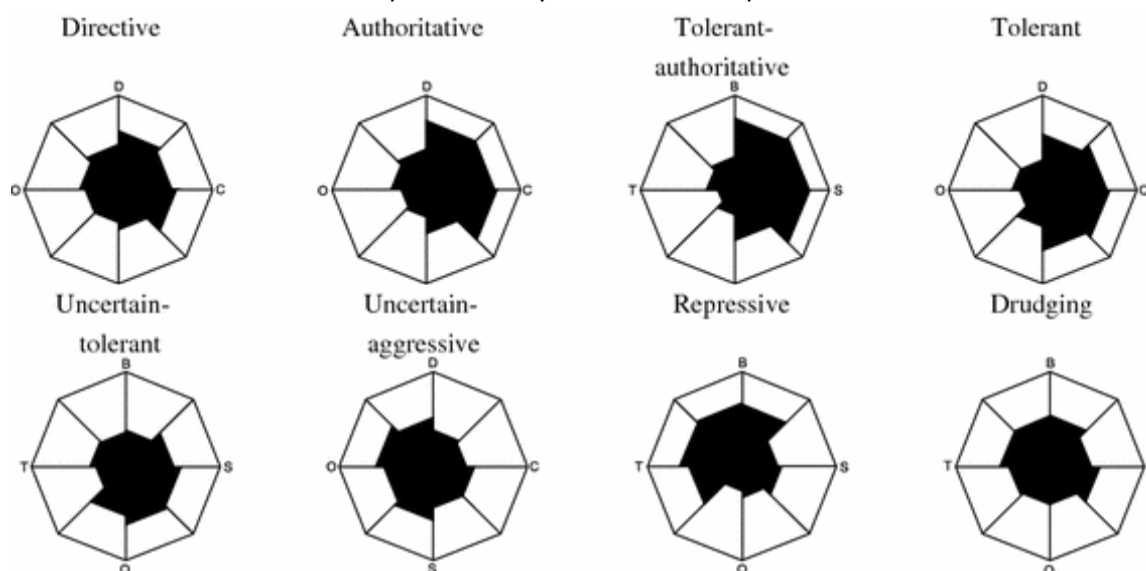 Directive Authoritative Tolerant- Tolerant
authoritative
D D B D
O C O C T S O
Uncertain- Uncertain- Repressive Drudging
tolerant aggressive
B D B B
T S O C T S T
S